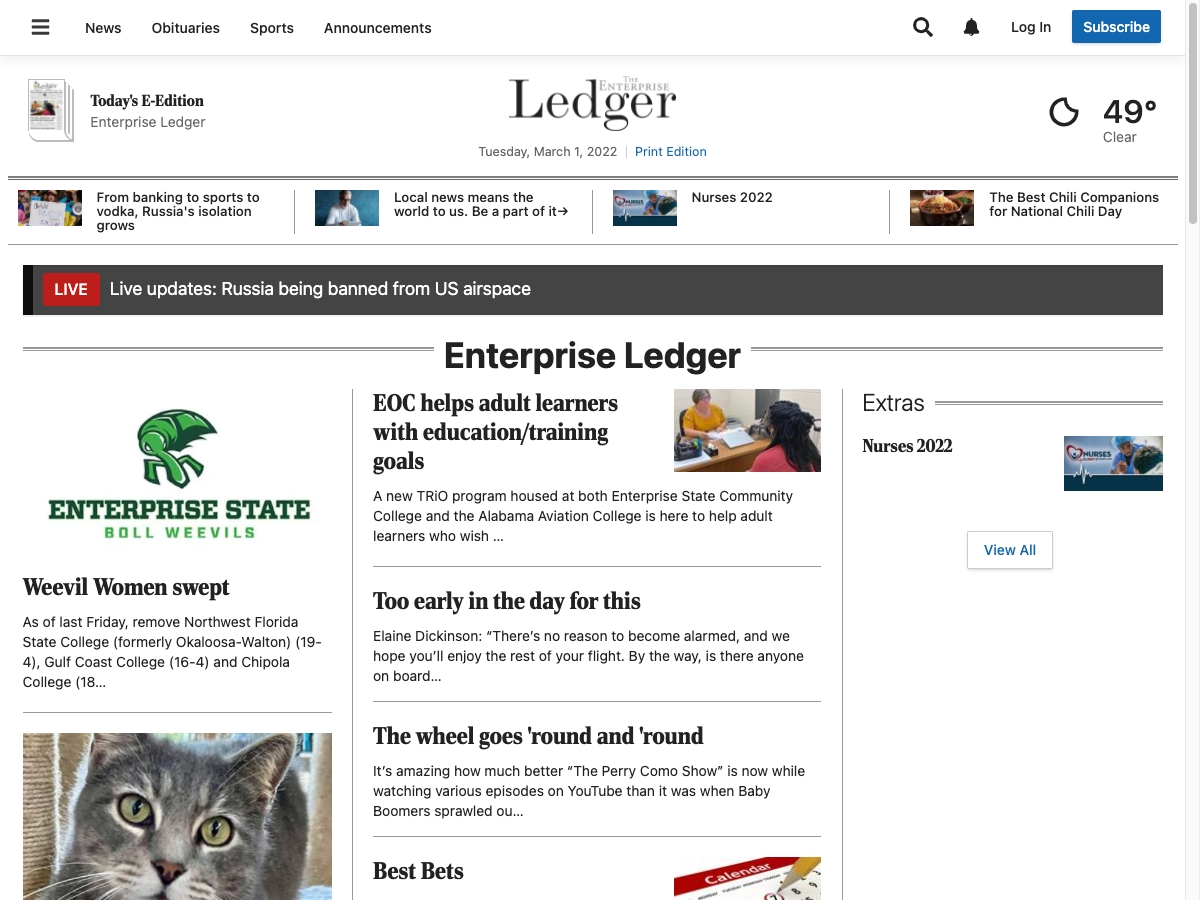 News
Obituaries
Sports
Announcements
Log In
Subscribe
Today's E-Edition
Enterprise Ledger
THE
ENTERPRISE
Ledger
Tuesday, March 1, 2022
Print Edition
49°
Clear
From banking to sports to
vodka, Russia's isolation
grows
Local news means the
world to us. Be a part of it→
NURSES
Nurses 2022
The Best Chili Companions
for National Chili Day
LIVE
Live updates: Russia being banned from US airspace
Enterprise Ledger
ENTERPRISE STATE
BOLL WEEVILS
Weevil Women swept
As of last Friday, remove Northwest Florida
State College (formerly Okaloosa-Walton) (19-
4), Gulf Coast College (16-4) and Chipola
College (18...
EOC helps adult learners
with education/training
goals
A new TRiO program housed at both Enterprise State Community
College and the Alabama Aviation College is here to help adult
learners who wish ...
Too early in the day for this
Elaine Dickinson: “There’s no reason to become alarmed, and we
hope you’ll enjoy the rest of your flight. By the way, is there anyone
on board...
The wheel goes 'round and 'round
It’s amazing how much better “The Perry Como Show” is now while
watching various episodes on YouTube than it was when Baby
Boomers sprawled ou...
Best Bets
Calendar
Extras
Nurses 2022
NURSES
View All